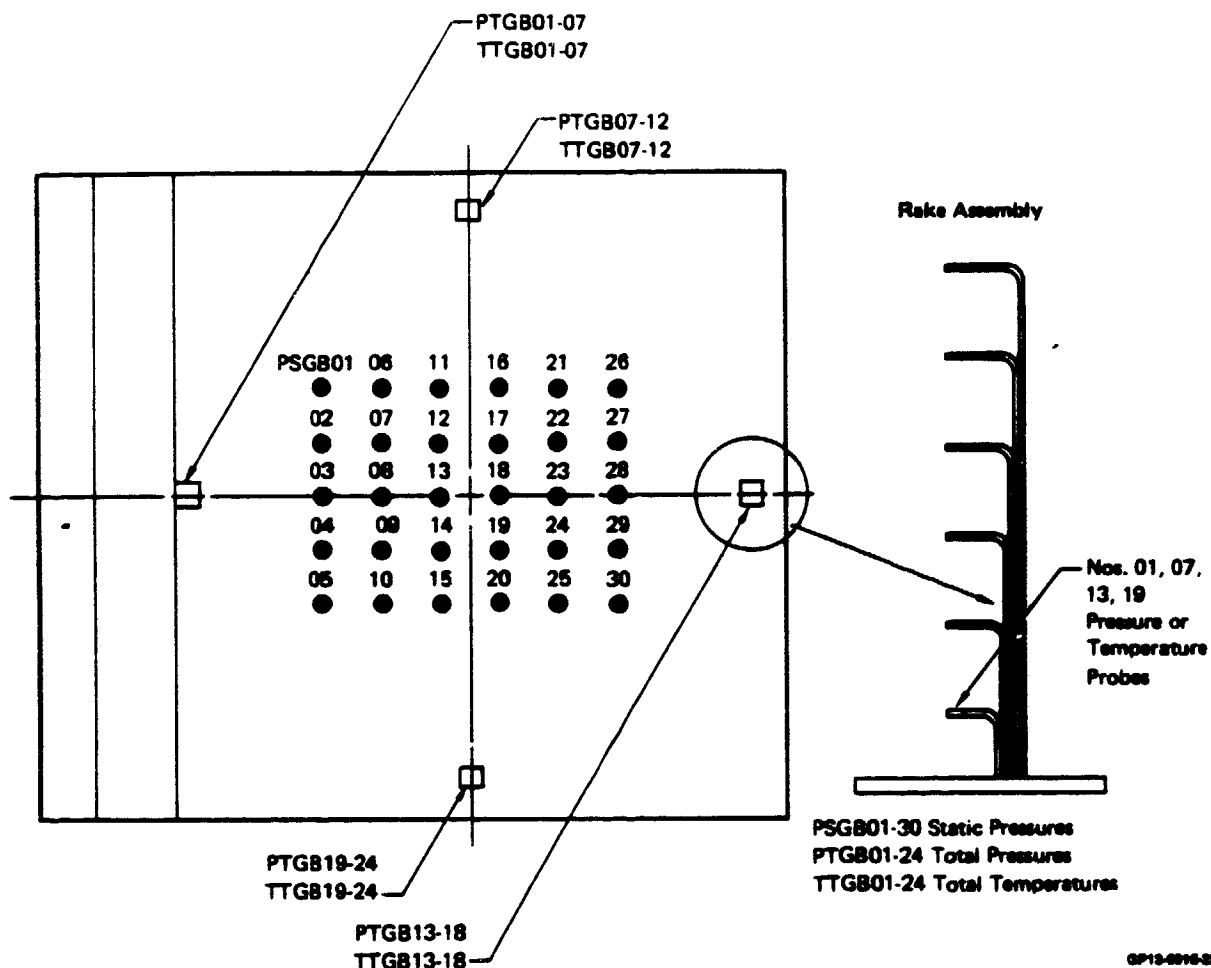 PTGB01-07
TTGB01-07
PTGB07-12
TTGB07-12
Rake Assembly
PSGB01 06 11 16 21 26
02 07 12 17 22 27
03 08 13 18 23 28
04 09 14 19 24 29
05 10 15 20 25 30
Nos. 01, 07,
13, 19
Pressure or
Temperature
Probes
PSGB01-30 Static Pressures
PTGB01-24 Total Pressures
TTGB01-24 Total Temperatures
PTGB19-24
TTGB19-24
PTGB13-18
TTGB13-18